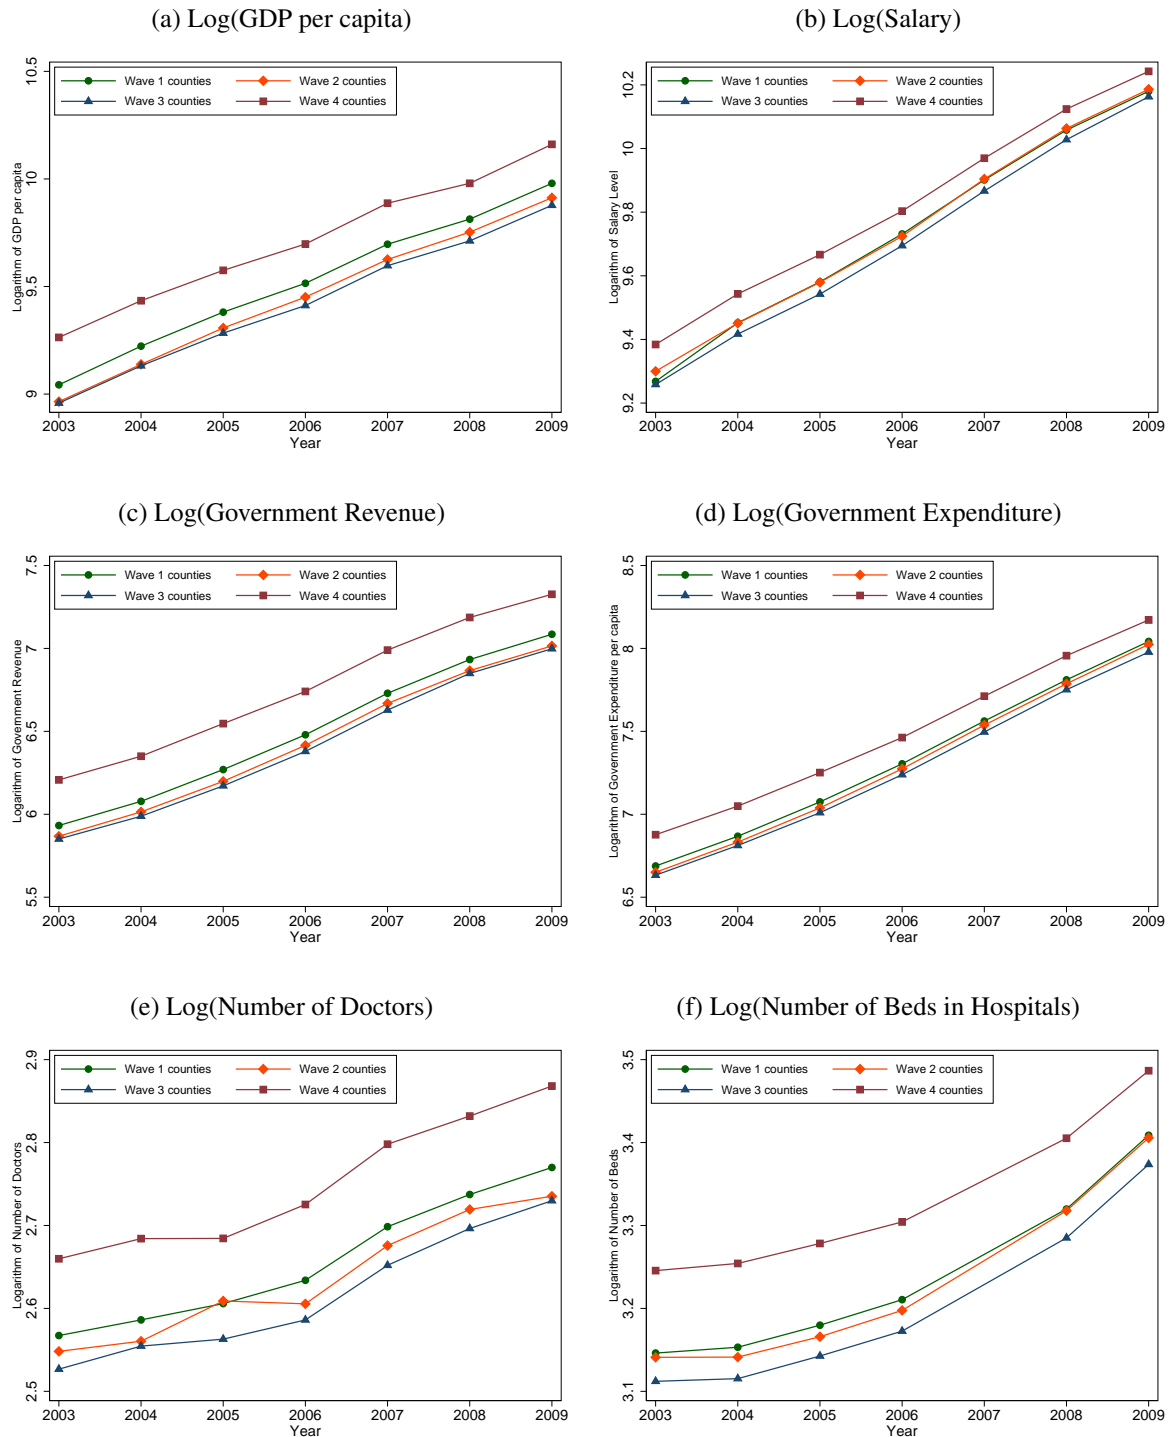 (a) Log(GDP per capita)
Wave 1 counties
Wave 2 counties
Wave 3 counties
Wave 4 counties
Logarithm of GDP per capita
10.5
10
9.5
9
2003 2004 2005 2006 2007 2008 2009
Year
(b) Log(Salary)
Wave 1 counties
Wave 2 counties
Wave 3 counties
Wave 4 counties
Logarithm of Salary Level
10.2
10
9.8
9.6
9.4
9.2
2003 2004 2005 2006 2007 2008 2009
Year
(c) Log(Government Revenue)
Wave 1 counties
Wave 2 counties
Wave 3 counties
Wave 4 counties
Logarithm of Government Revenue
7.5
7
6.5
6
5.5
2003 2004 2005 2006 2007 2008 2009
Year
(d) Log(Government Expenditure)
Wave 1 counties
Wave 2 counties
Wave 3 counties
Wave 4 counties
Logarithm of Government Expenditure per capita
8.5
8
7.5
7
6.5
2003 2004 2005 2006 2007 2008 2009
Year
(e) Log(Number of Doctors)
Wave 1 counties
Wave 2 counties
Wave 3 counties
Wave 4 counties
Logarithm of Number of Doctors
2.9
2.8
2.7
2.6
2.5
2003 2004 2005 2006 2007 2008 2009
Year
(f) Log(Number of Beds in Hospitals)
Wave 1 counties
Wave 2 counties
Wave 3 counties
Wave 4 counties
Logarithm of Number of Beds
3.5
3.4
3.3
3.2
3.1
2003 2004 2005 2006 2007 2008 2009
Year